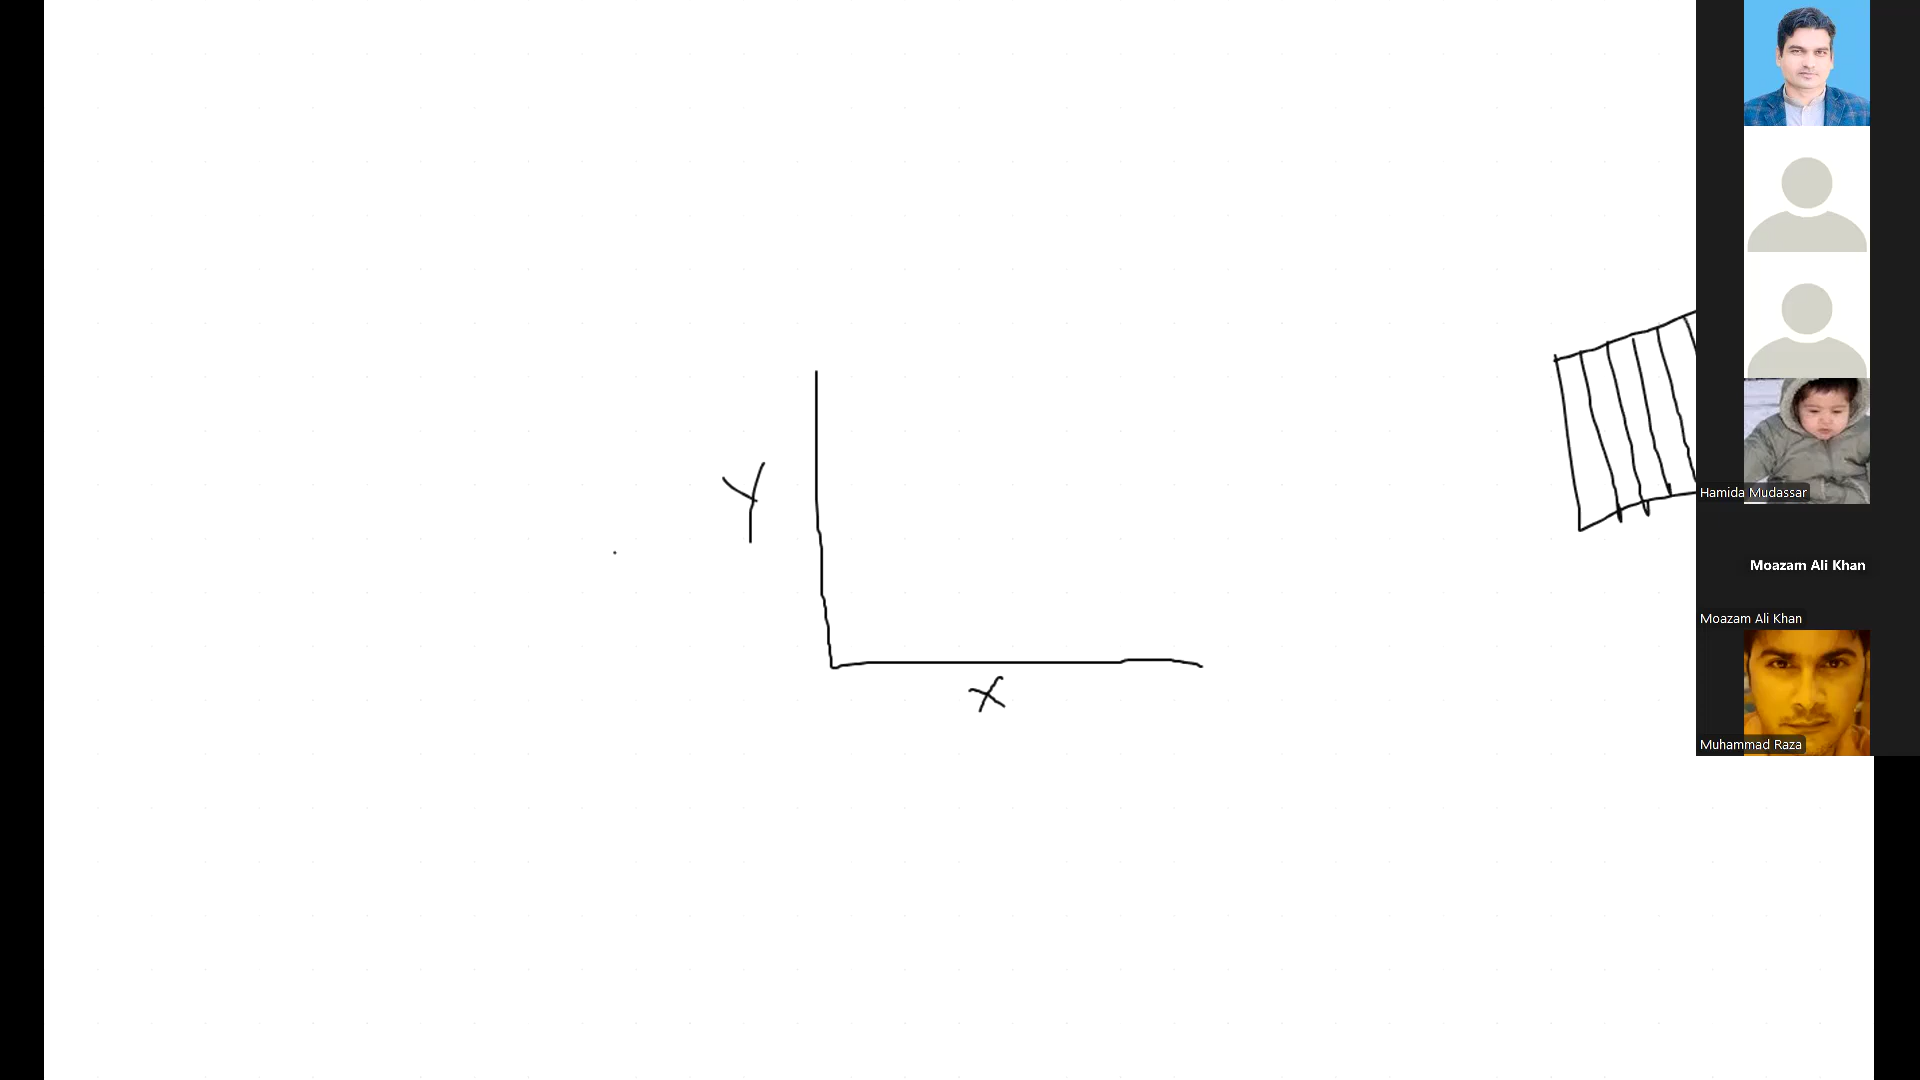 Y
X
Hamida Mudassar
Moazam Ali Khan
Moazam Ali Khan
Muhammad Raza